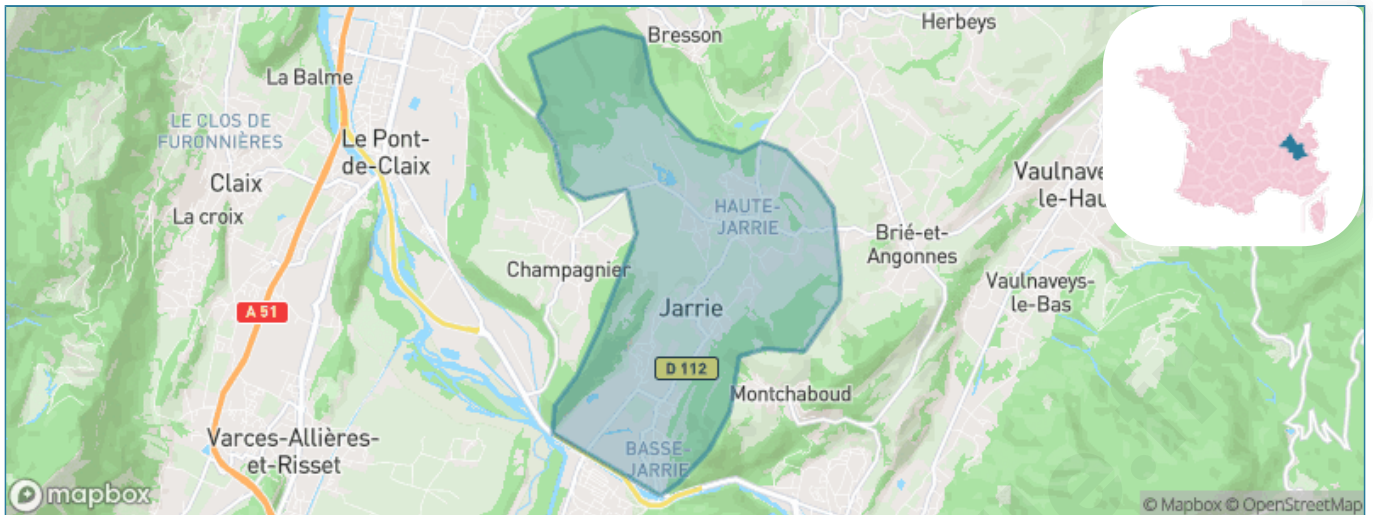 Bresson
Herbeys
La Balme
LE CLOS DE
FURONNIÈRES
Le Pont-
de-Claix
Claix
La croix
Vaulnave
le-Hau
HAUTE-
JARRIE
Brié-et-
Angonnes
Champagnier
Vaulnaveys-
le-Bas
A 51
Jarrie
D 112
Montchaboud
Varces-Allières-
et-Risset
BASSE-
JARRIE
mapbox
© Mapbox © OpenStreetMap